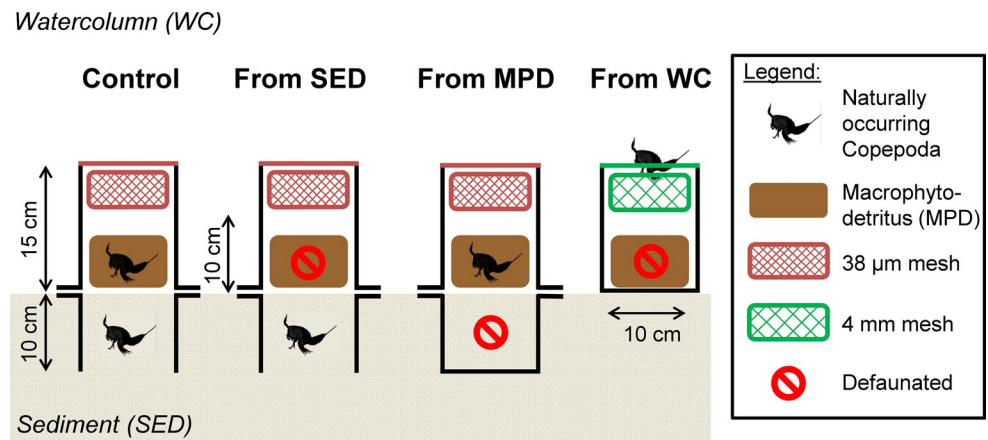 Watercolumn (WC)
Control
From SED
From MPD
From WC
15 cm
10 cm
10 cm
10 cm
Sediment (SED)
Legend:
Naturally
occurring
Copepoda
Macrophyto-
detritus (MPD)
38 µm mesh
4 mm mesh
Defaunated